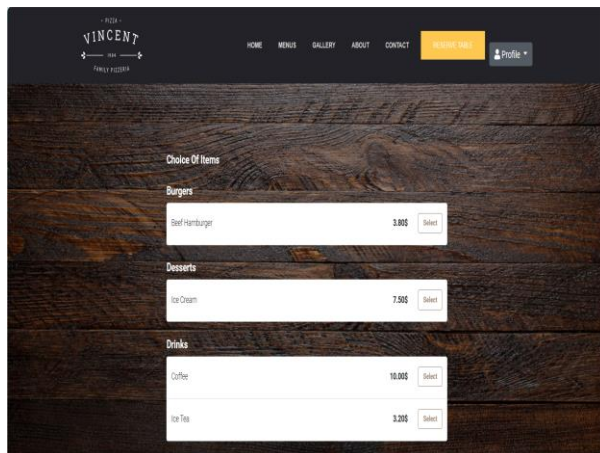 - PIZZA -
VINCENT
FAMILY PIZZERIA
HOME MENUS GALLERY ABOUT CONTACT RESERVE TABLE Profile
Choice Of Items
Burgers
Beef Hamburger 3.80$ Select
Desserts
Ice Cream 7.50$ Select
Drinks
Coffee 10.00$ Select
Ice Tea 3.20$ Select